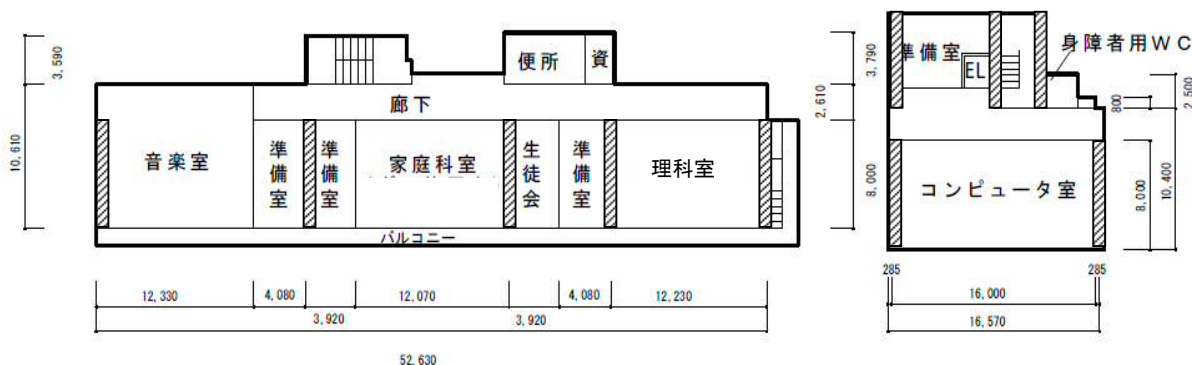 3,590
10,610
便所
資
廊下
音楽室
準備室
準備室
家庭科室
生徒会
準備室
理科室
バルコニー
2,610
8,000
12,330
4,080
12,070
4,080
12,230
3,920
3,920
52,630
3,790
準備室
EL
身障者用WC
800
2,500
コンピュータ室
8,000
10,400
285
285
16,000
16,570